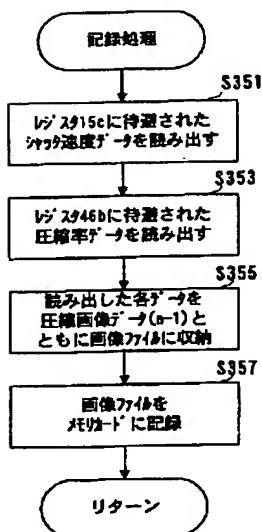 記録処理
S351
レジスタ15cに待避された
シャッタ速度データを読み出す
S353
レジスタ46bに待避された
圧縮率データを読み出す
S355
読み出した各データを
圧縮画像データ(n-1)と
ともに画像ファイルに収納
S357
画像ファイルを
メモリカードに記録
リターン